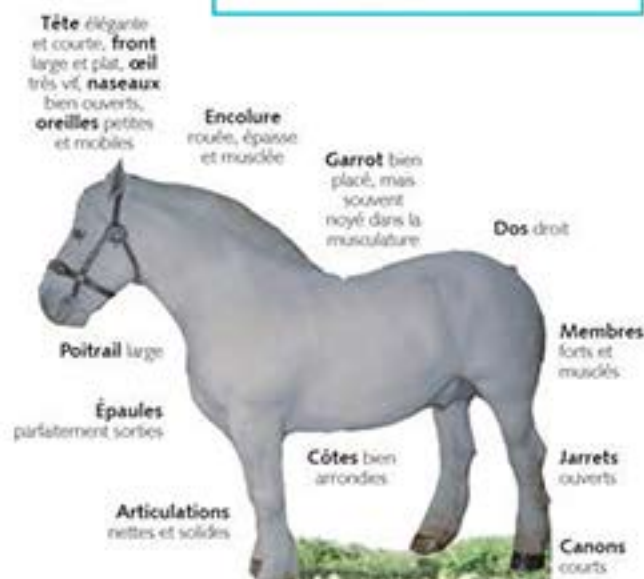 Tête élégante
et courte, front
large et plat, œil
très vif, naseaux
bien ouverts,
oreilles petites
et mobiles
Encolure
rouée, épaisse
et musclée
Garrot bien
placé, mais
souvent
noyé dans la
musculature
Dos droit
Poitrail large
Membres
forts et
musclés
Épaules
parfaitement sorties
Côtes bien
arrondies
Jarrets
ouverts
Articulations
nettes et solides
Canons
courts